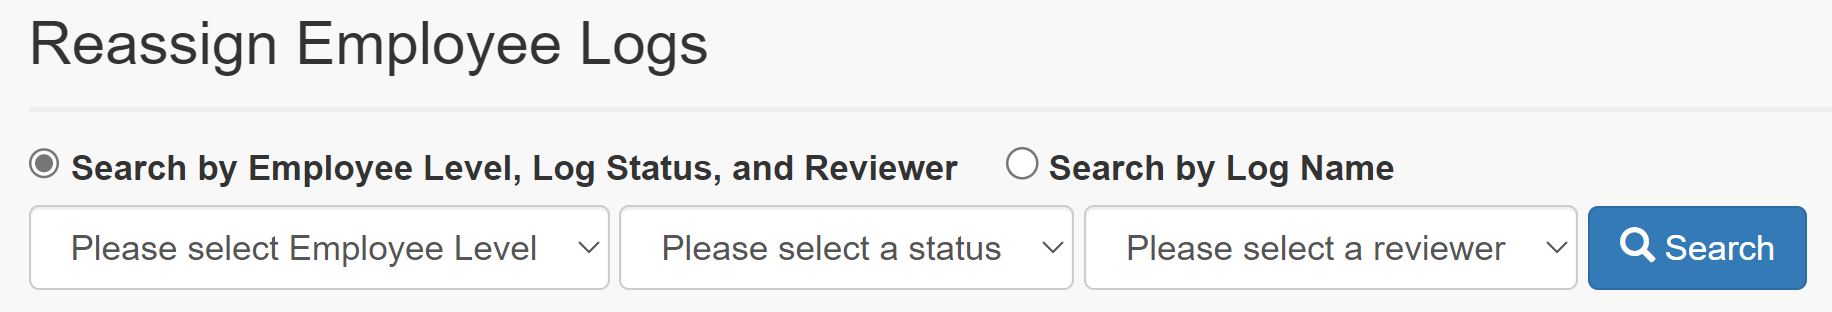 Reassign Employee Logs
Search by Employee Level, Log Status, and Reviewer Search by Log Name
Please select Employee Level Please select a status Please select a reviewer Search